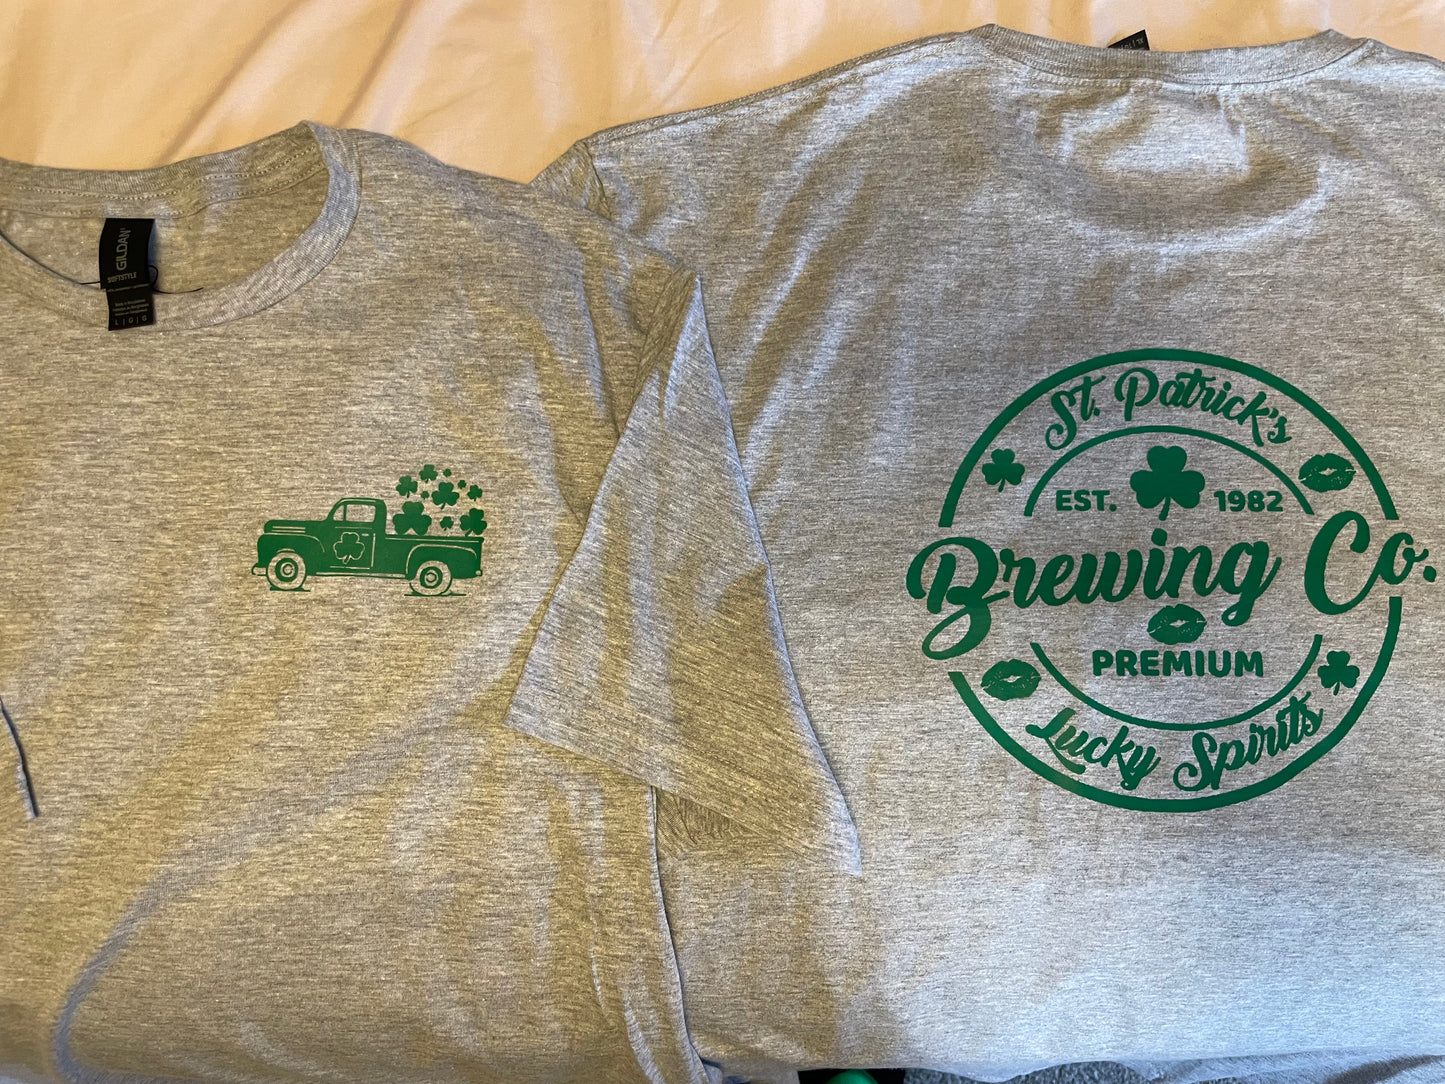 GILDAN
SOFTSTYLE
L | G | G
St. Patrick's
EST. 1982
Brewing Co.
PREMIUM
Lucky Spirits